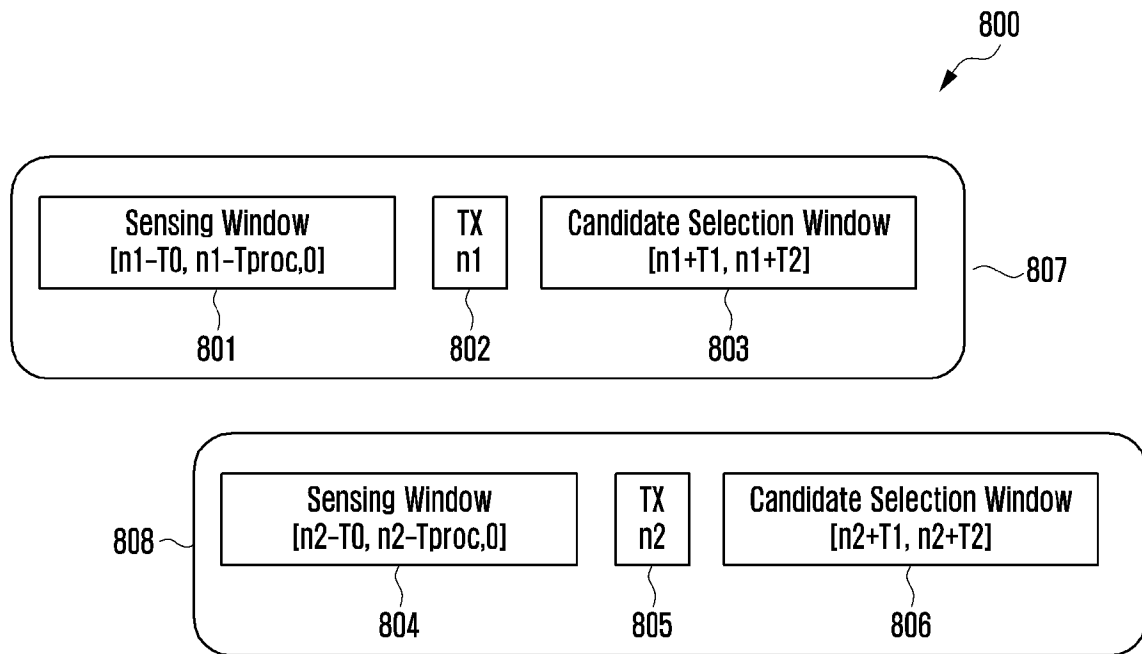 800
Sensing Window
[n1-T0, n1-Tproc,0]
TX
n1
Candidate Selection Window
[n1+T1, n1+T2]
807
801
802
803
Sensing Window
[n2-T0, n2-Tproc,0]
TX
n2
Candidate Selection Window
[n2+T1, n2+T2]
808
804
805
806